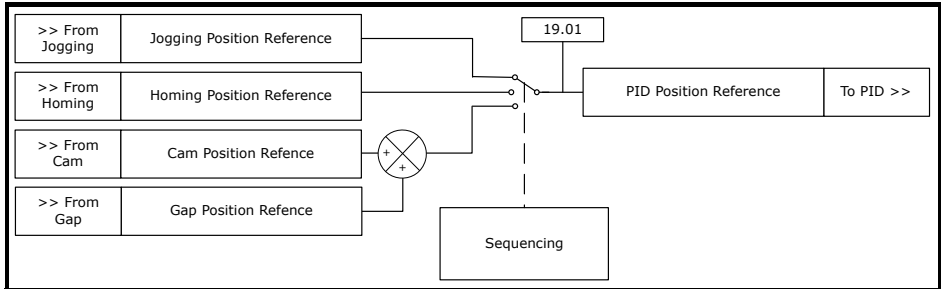 >> From
Jogging
Jogging Position Reference
19.01
>> From
Homing
Homing Position Reference
PID Position Reference
To PID >>
>> From
Cam
Cam Position Refence
+
+
>> From
Gap
Gap Position Refence
Sequencing